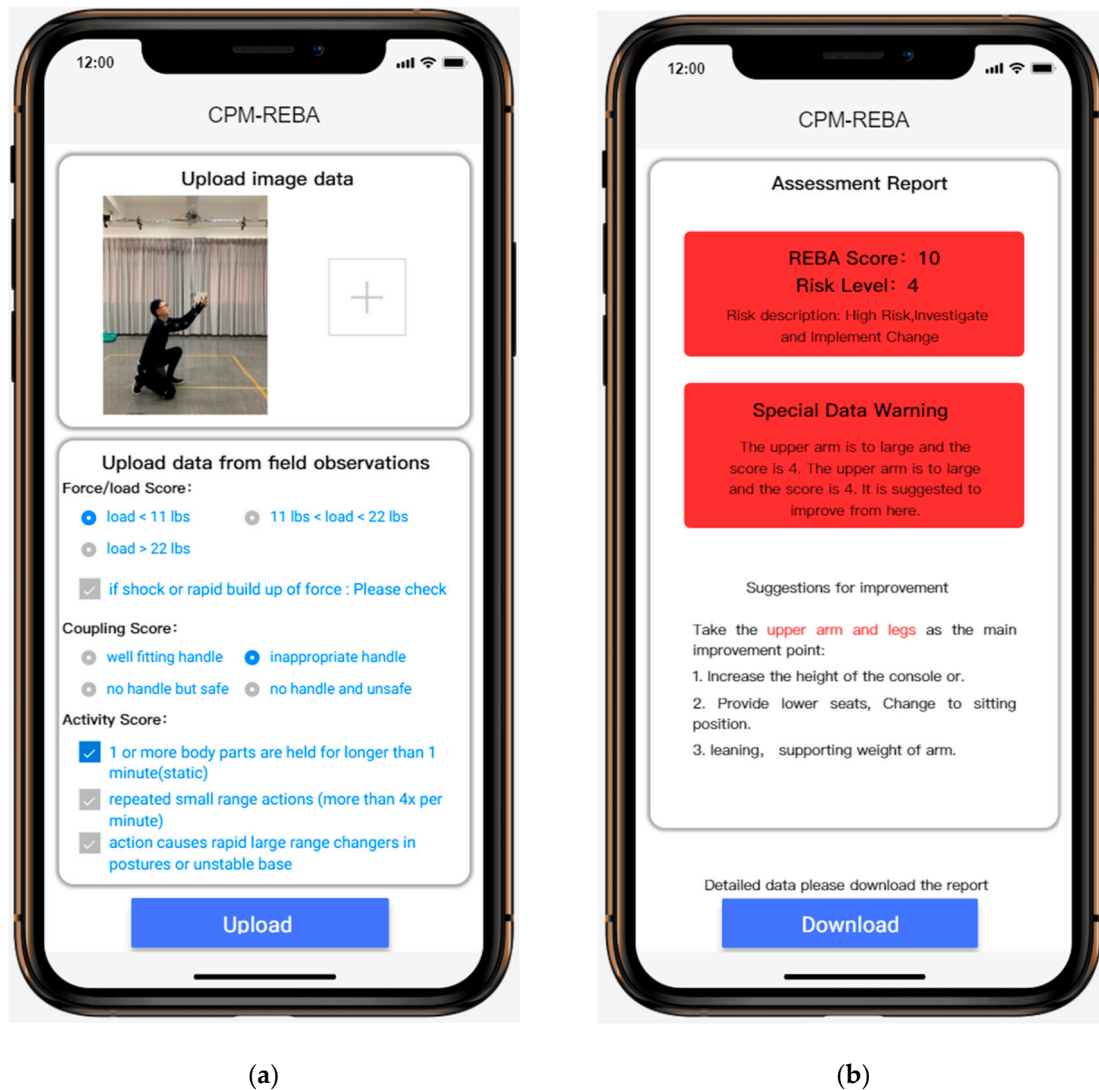 12:00
CPM-REBA
Upload image data
Upload data from field observations
Force/load Score:
load < 11 lbs
11 lbs < load < 22 lbs
load > 22 lbs
if shock or rapid build up of force : Please check
Coupling Score:
well fitting handle
inappropriate handle
no handle but safe
no handle and unsafe
Activity Score:
1 or more body parts are held for longer than 1
minute(static)
repeated small range actions (more than 4x per
minute)
action causes rapid large range changers in
postures or unstable base
Upload
(a)
12:00
CPM-REBA
Assessment Report
REBA Score: 10
Risk Level: 4
Risk description: High Risk,Investigate
and Implement Change
Special Data Warning
The upper arm is to large and the
score is 4. The upper arm is to large
and the score is 4. It is suggested to
improve from here.
Suggestions for improvement
Take the upper arm and legs as the main
improvement point:
1. Increase the height of the console or.
2. Provide lower seats, Change to sitting
position.
3. leaning, supporting weight of arm.
Detailed data please download the report
Download
(b)